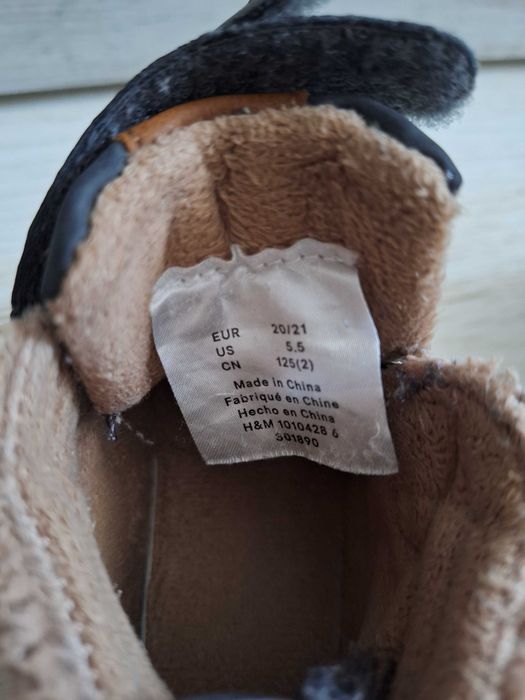 EUR 20/21
US 5.5
CN 125(2)
Made in China
Fabriqué en Chine
Hecho en China
H&M 1010428 6
301890